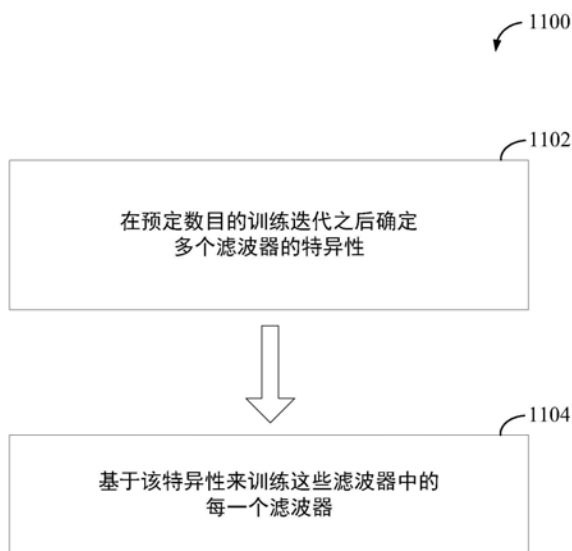 1100
1102
在预定数目的训练迭代之后确定
多个滤波器的特异性
1104
基于该特异性来训练这些滤波器中的
每一个滤波器